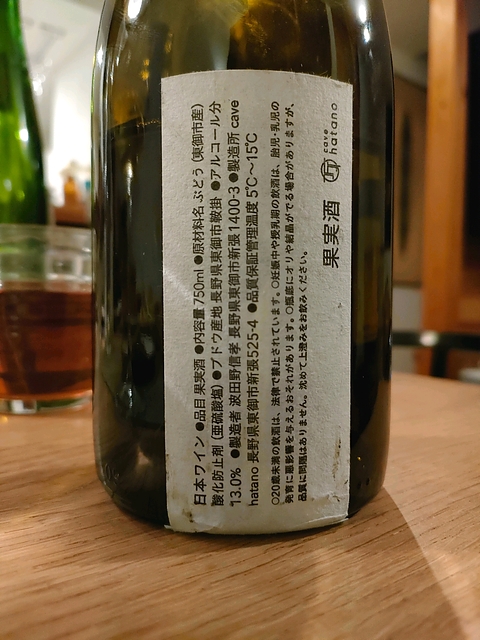 cave
hatano
果実酒
日本ワイン ●品目 果実酒 ●内容量 750ml ●原材料名 ぶどう(東御市産)
酸化防止剤(亜硫酸塩) ●ブドウ産地 長野県東御市鞍掛 ●アルコール分
13.0% ●製造者 波田野信孝 長野県東御市新張1400-3 ●製造所 cave
hatano 長野県東御市新張525-4 ●品質保証管理温度 5℃〜15℃
○20歳未満の飲酒は、法律で禁止されています。○妊娠中や授乳期の飲酒は、胎児・乳児の
発育に悪影響を与えるおそれがあります。○瓶底にオリや結晶がでる場合がありますが、
品質に問題はありません。沈めて上澄みをお飲みください。